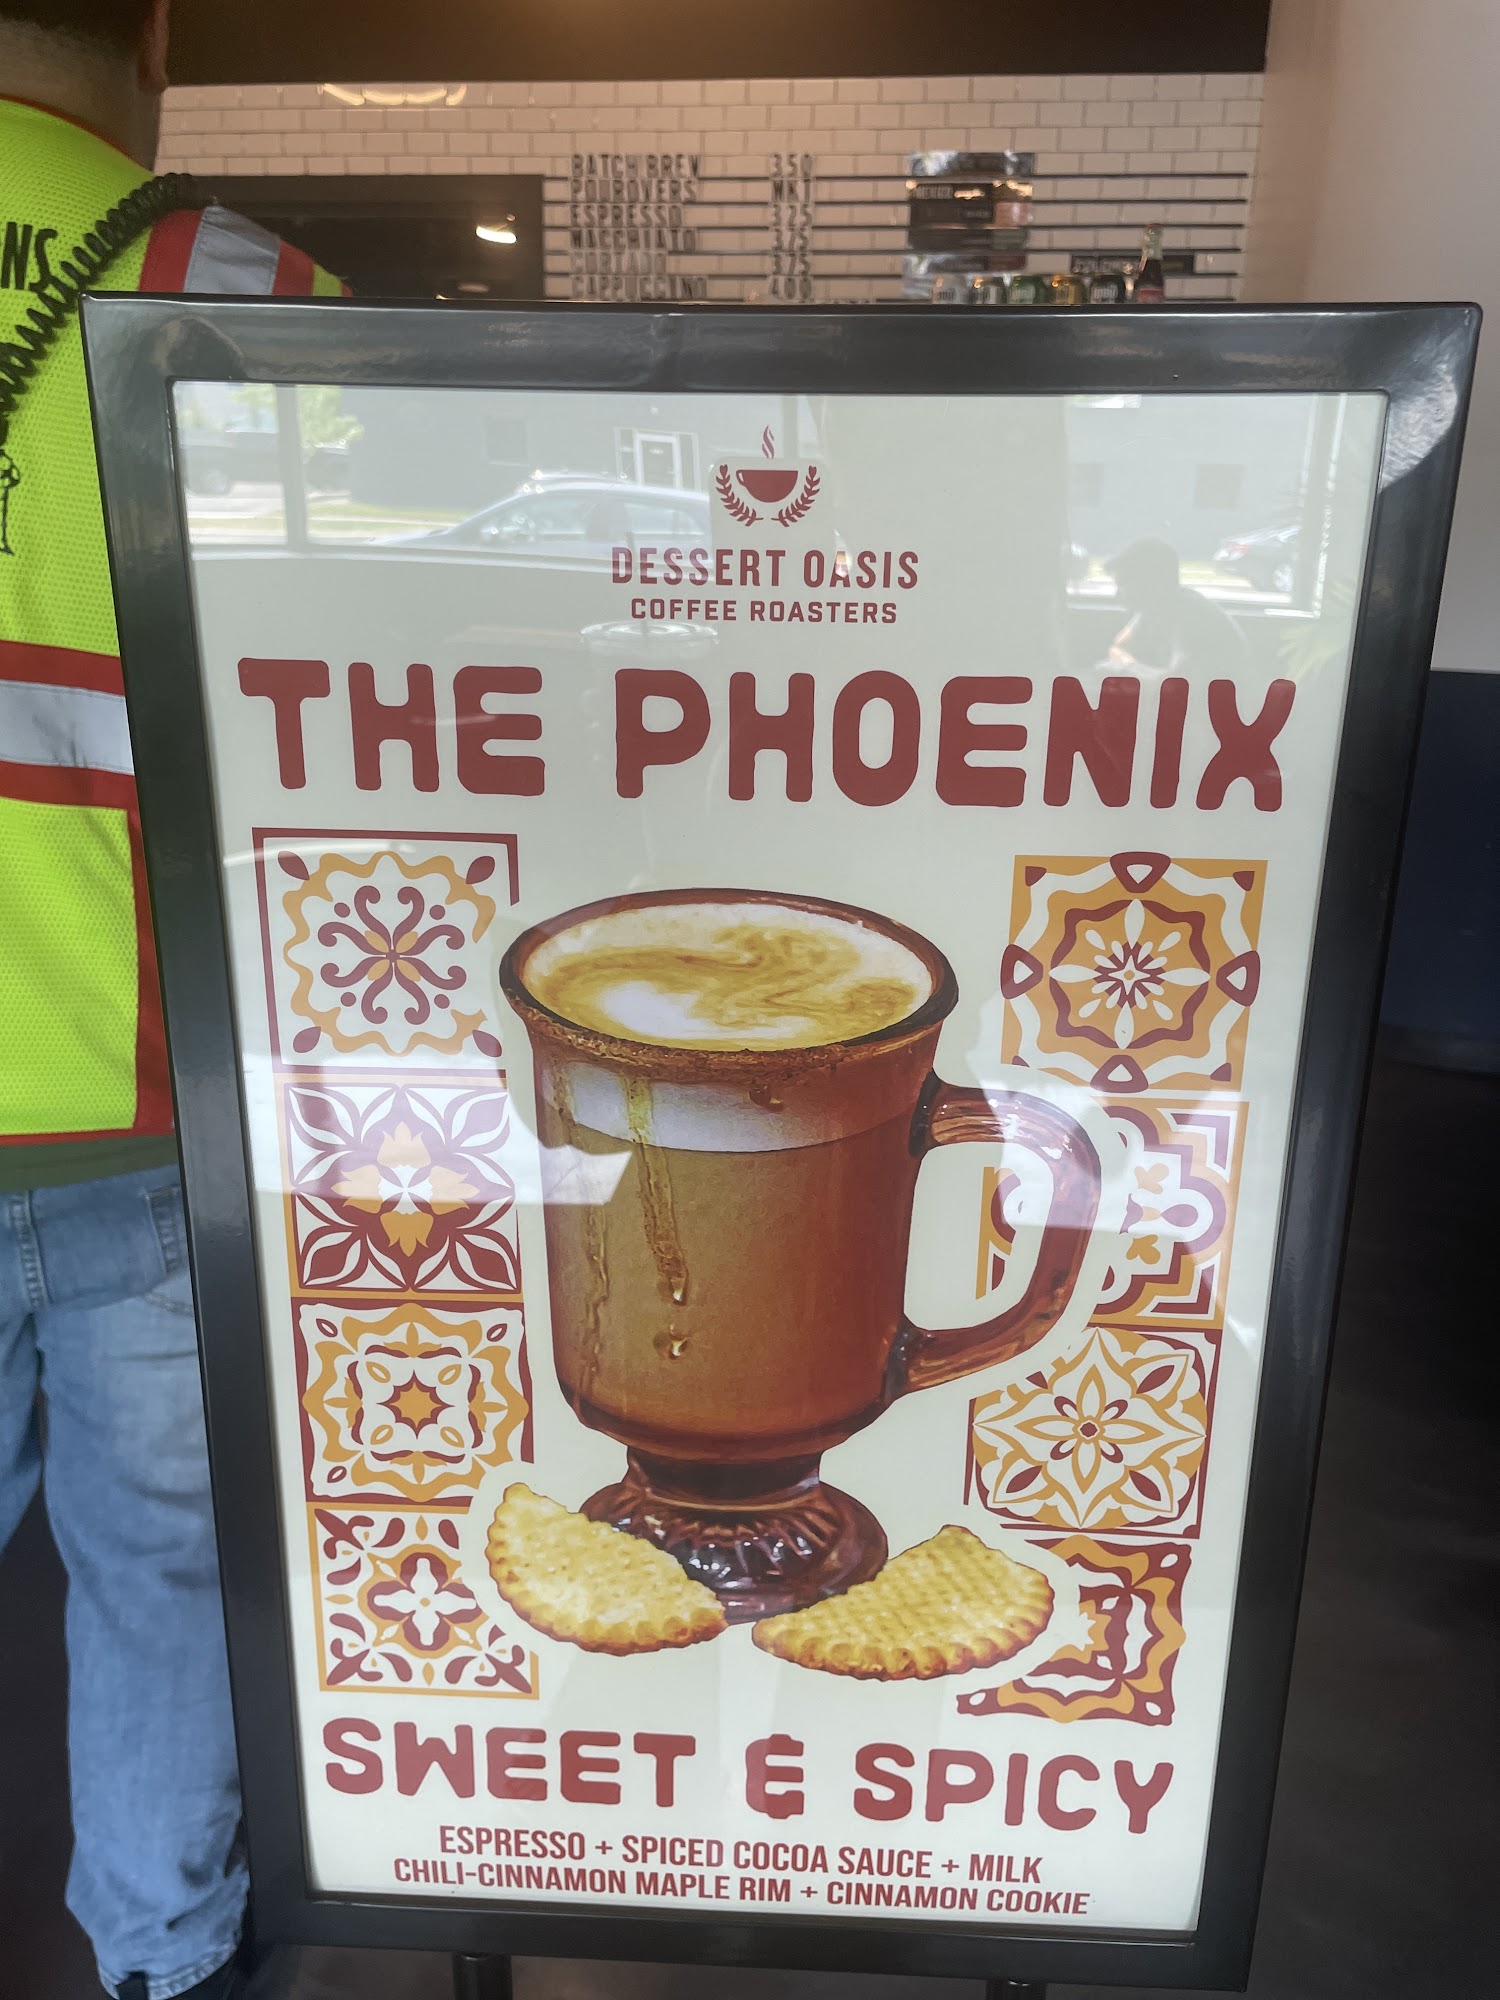 NS
BATCH BREW 350
POUROVERS MKT
ESPRESSO 325
MACCHIATO 375
CORTADO 375
CAPPUCCINO 400
DESSERT OASIS
COFFEE ROASTERS
THE PHOENIX
SWEET & SPICY
ESPRESSO + SPICED COCOA SAUCE + MILK
CHILI-CINNAMON MAPLE RIM + CINNAMON COOKIE